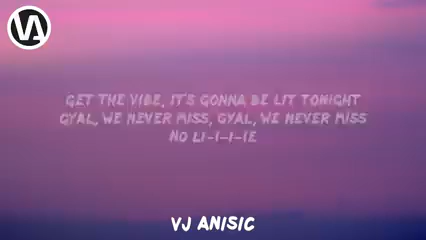 VA
GET THE VIBE, IT'S GONNA BE LIT TONIGHT
GYAL, WE NEVER MISS, GYAL, WE NEVER MISS
NO LI-I-I-IE
VJ ANISIC